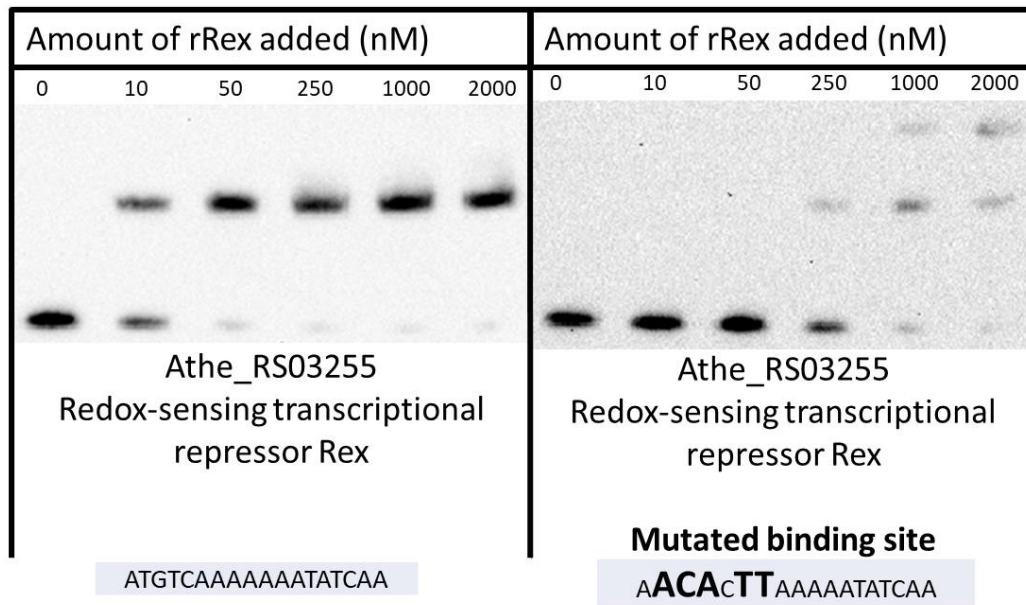 Amount of rRex added (nM)
0 10 50 250 1000 2000
Athe_RS03255
Redox-sensing transcriptional
repressor Rex
ATGTCAAAAAAATATCAA
Amount of rRex added (nM)
0 10 50 250 1000 2000
Athe_RS03255
Redox-sensing transcriptional
repressor Rex
Mutated binding site
AACACTTAAAAATATCAA